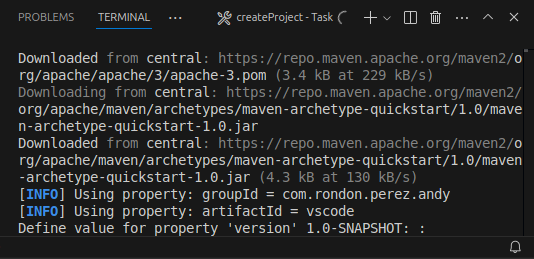 PROBLEMS TERMINAL ··· createProject - Task
Downloaded from central: https://repo.maven.apache.org/maven2/o
rg/apache/apache/3/apache-3.pom (3.4 kB at 229 kB/s)
Downloading from central: https://repo.maven.apache.org/maven2/
org/apache/maven/archetypes/maven-archetype-quickstart/1.0/mave
n-archetype-quickstart-1.0.jar
Downloaded from central: https://repo.maven.apache.org/maven2/o
rg/apache/maven/archetypes/maven-archetype-quickstart/1.0/maven
-archetype-quickstart-1.0.jar (4.3 kB at 130 kB/s)
[INFO] Using property: groupId = com.rondon.perez.andy
[INFO] Using property: artifactId = vscode
Define value for property 'version' 1.0-SNAPSHOT: :